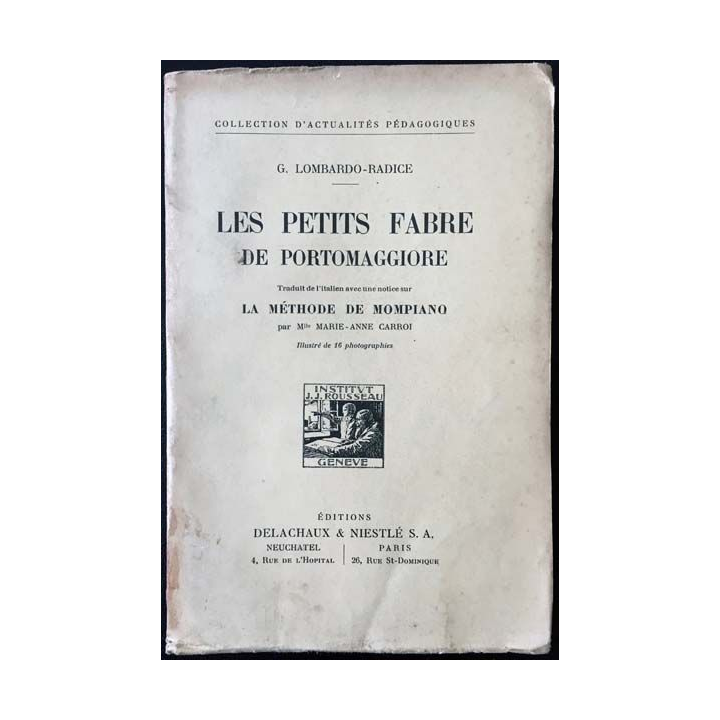 COLLECTION D'ACTUALITÉS PÉDAGOGIQUES
G. LOMBARDO-RADICE
LES PETITS FABRE
DE PORTOMAGGIORE
Traduit de l'italien avec une notice sur
LA MÉTHODE DE MOMPIANO
par Mlle MARIE-ANNE CARROI
Illustré de 16 photographies
INSTITVT
J.J. ROUSSEAU
GENEVE
ÉDITIONS
DELACHAUX & NIESTLÉ S. A.
NEUCHATEL | PARIS
4, RUE DE L'HOPITAL | 26, RUE ST-DOMINIQUE